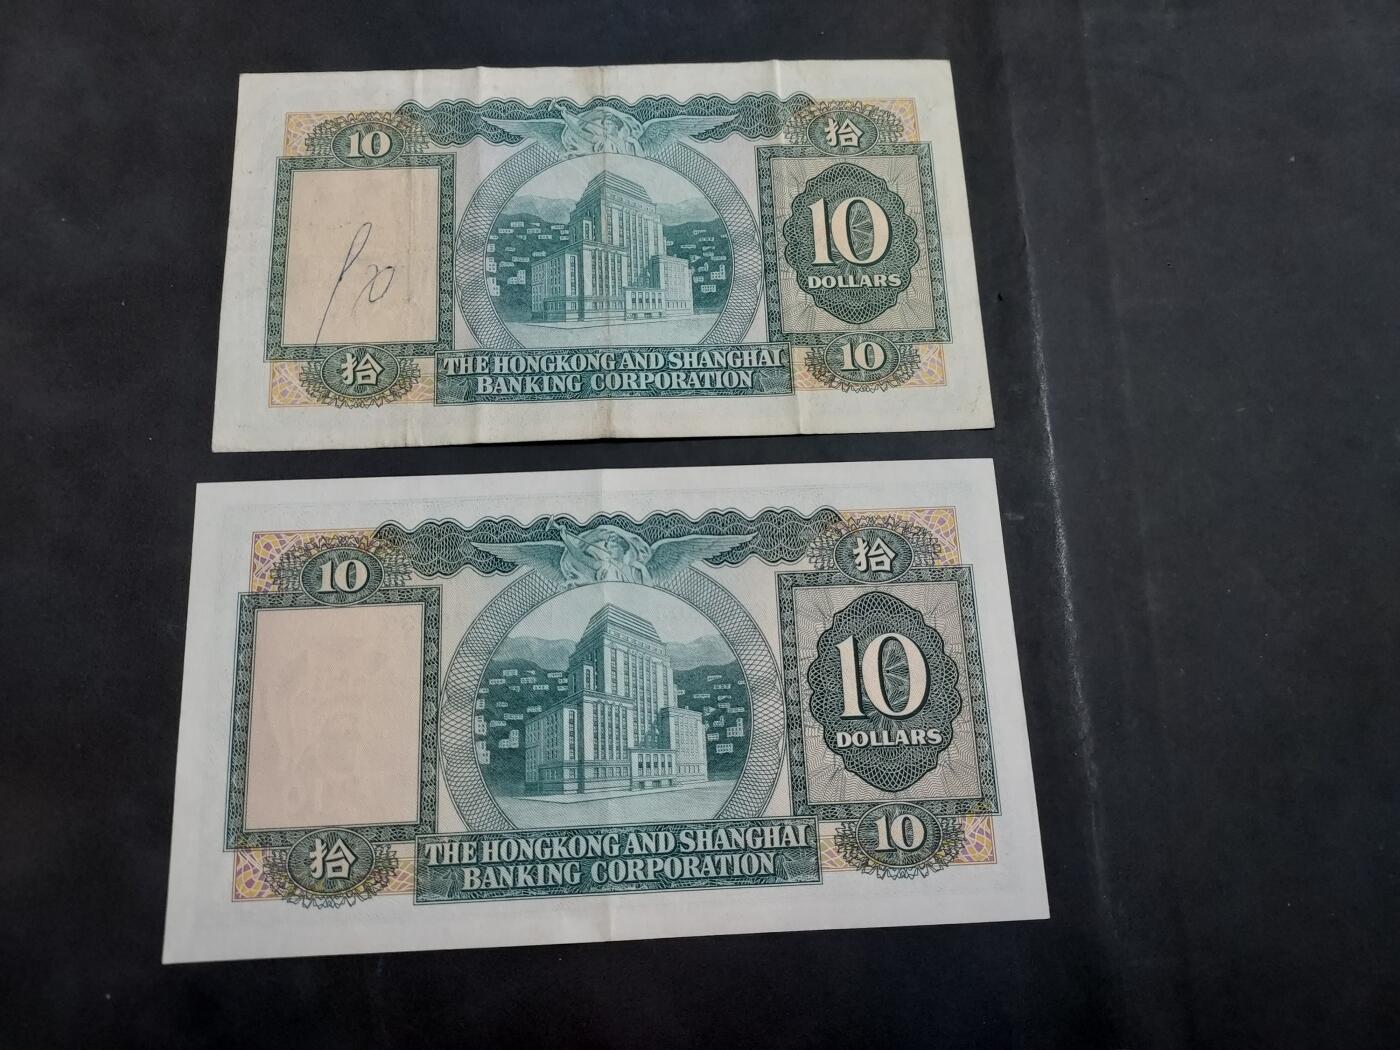 10
拾
10
DOLLARS
拾
THE HONGKONG AND SHANGHAI
BANKING CORPORATION
10
10
拾
10
DOLLARS
拾
THE HONGKONG AND SHANGHAI
BANKING CORPORATION
10